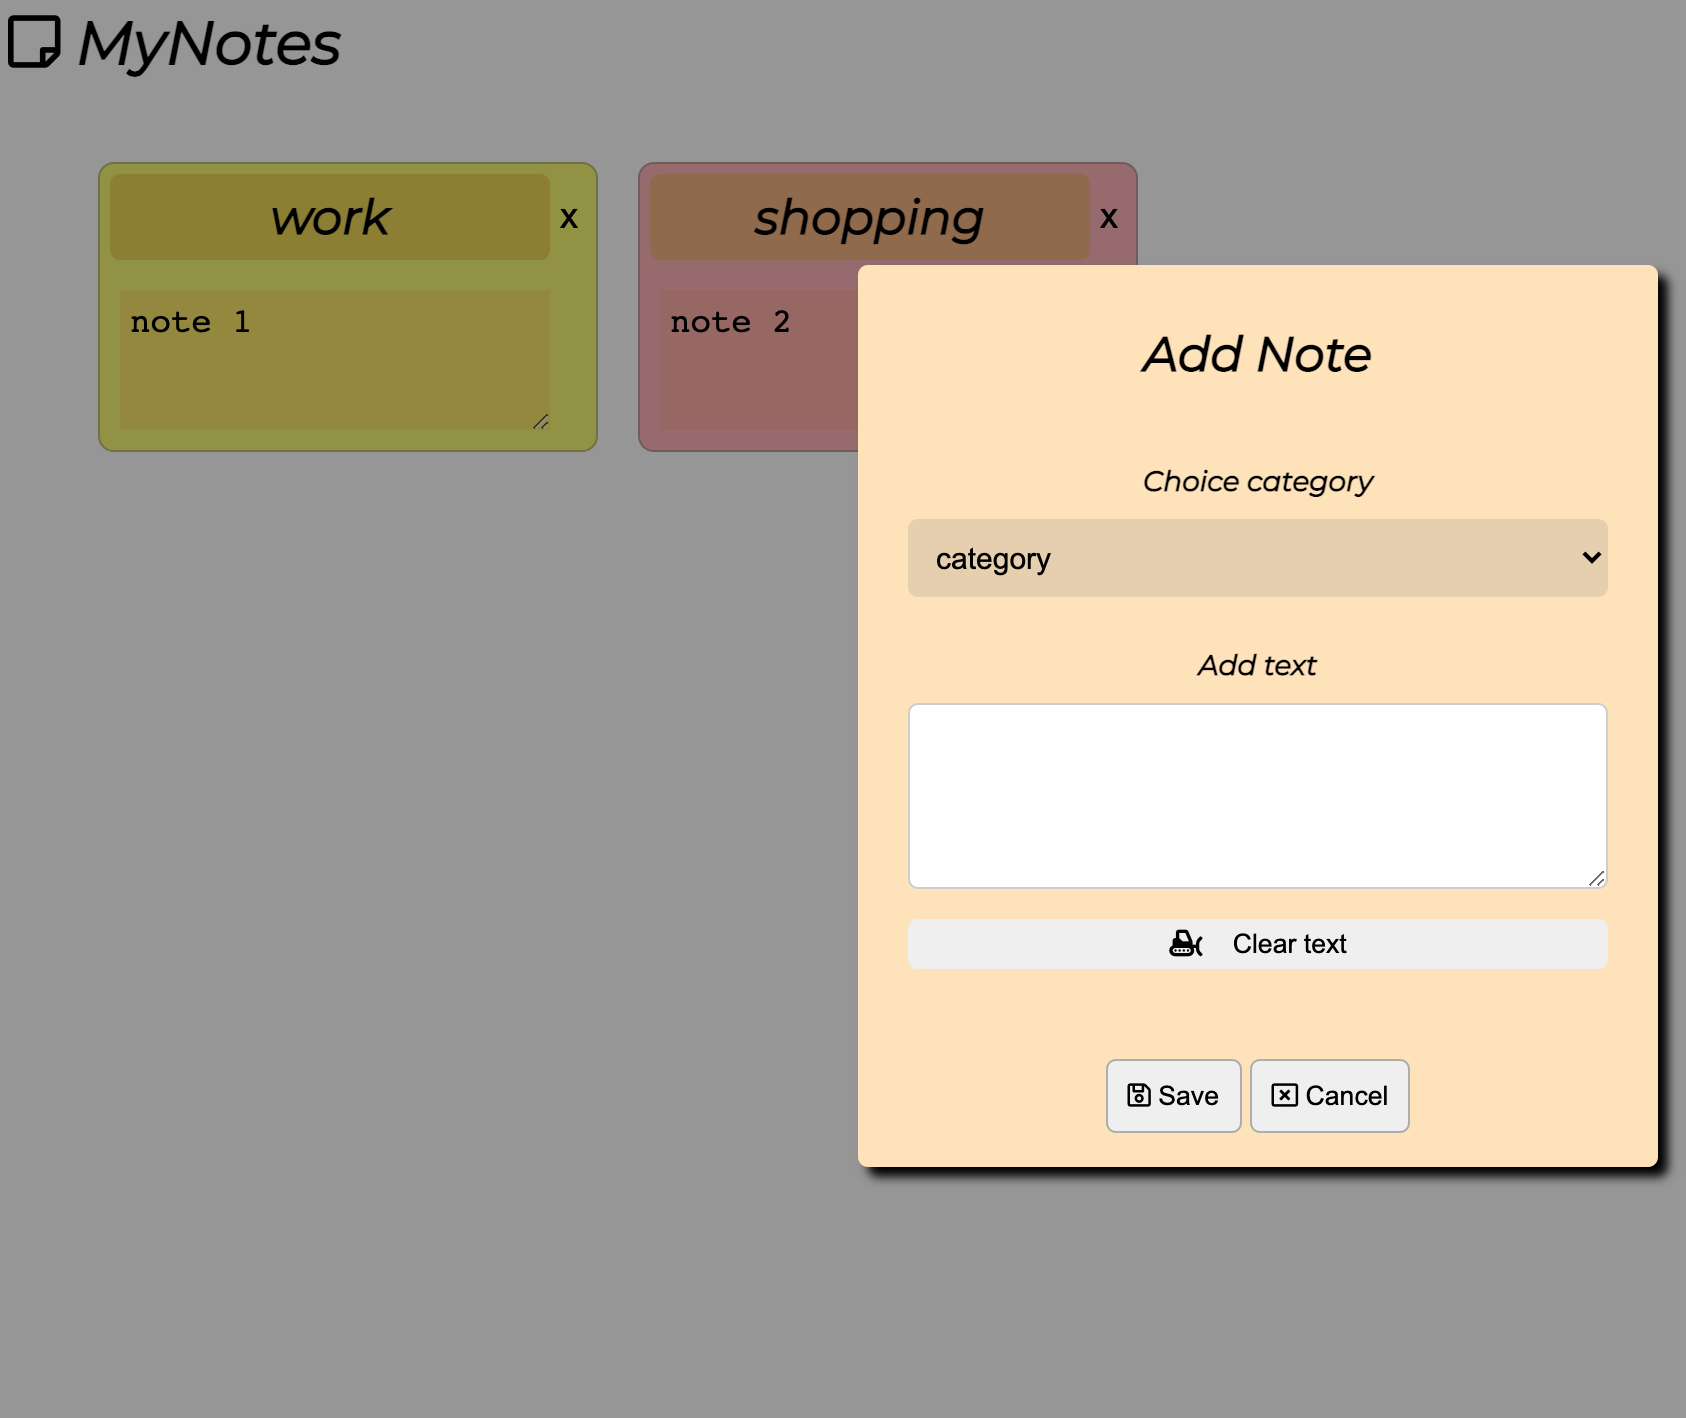 MyNotes
work x
note 1
shopping x
note 2
Add Note
Choice category
category
Add text
Clear text
Save Cancel